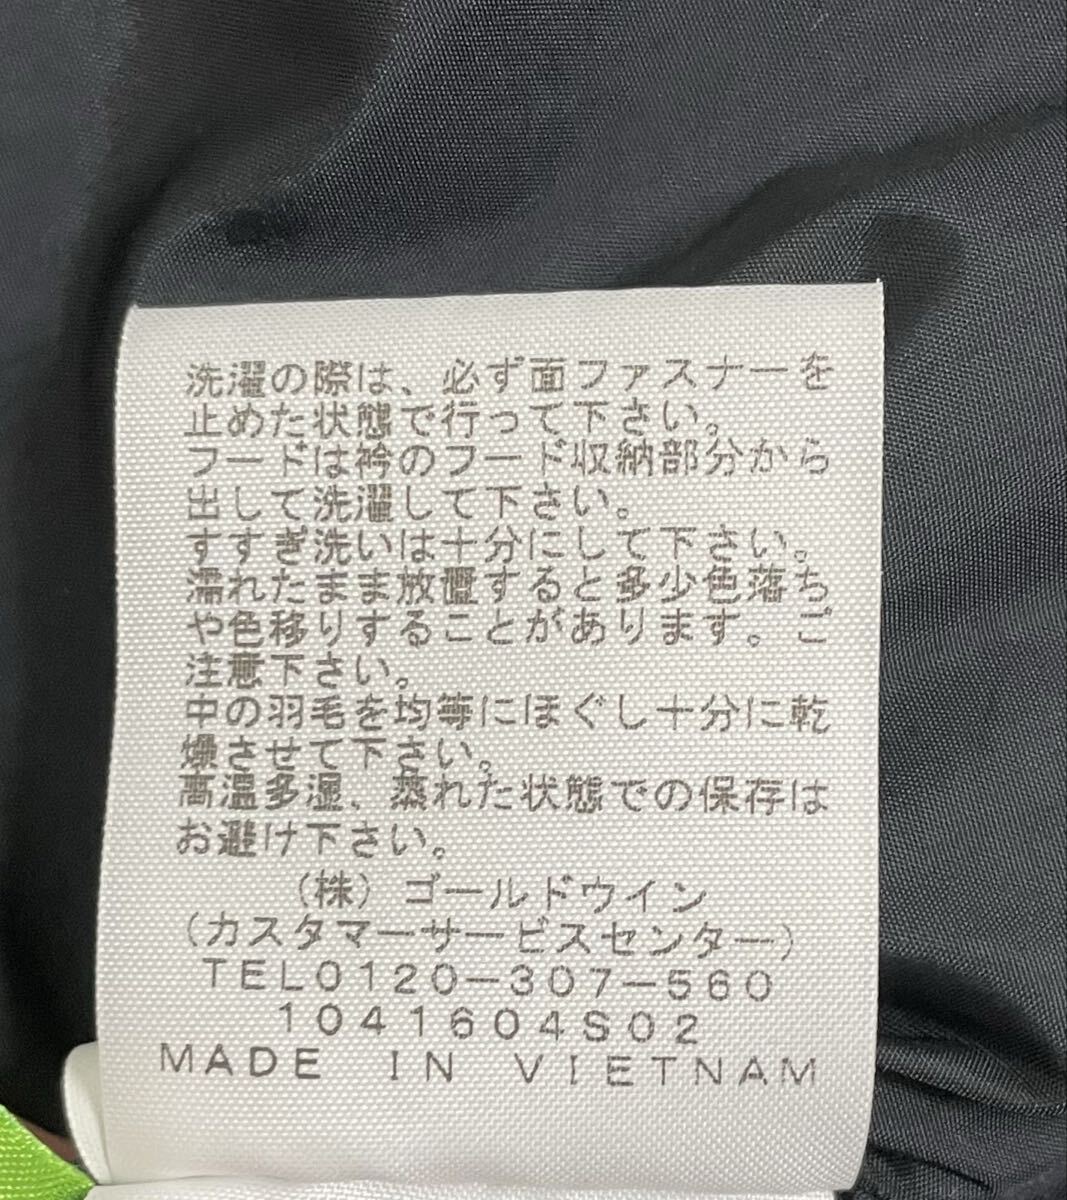 洗濯の際は、必ず面ファスナーを
止めた状態で行って下さい。
フードは衿のフード収納部分から
出して洗濯して下さい。
すすぎ洗いは十分にして下さい。
濡れたまま放置すると多少色落ち
や色移りすることがあります。ご
注意下さい。
中の羽毛を均等にほぐし十分に乾
燥させて下さい。
高温多湿、蒸れた状態での保存は
お避け下さい。
(株)ゴールドウイン
(カスタマーサービスセンター)
TEL0120-307-560
1041604S02
MADE IN VIETNAM